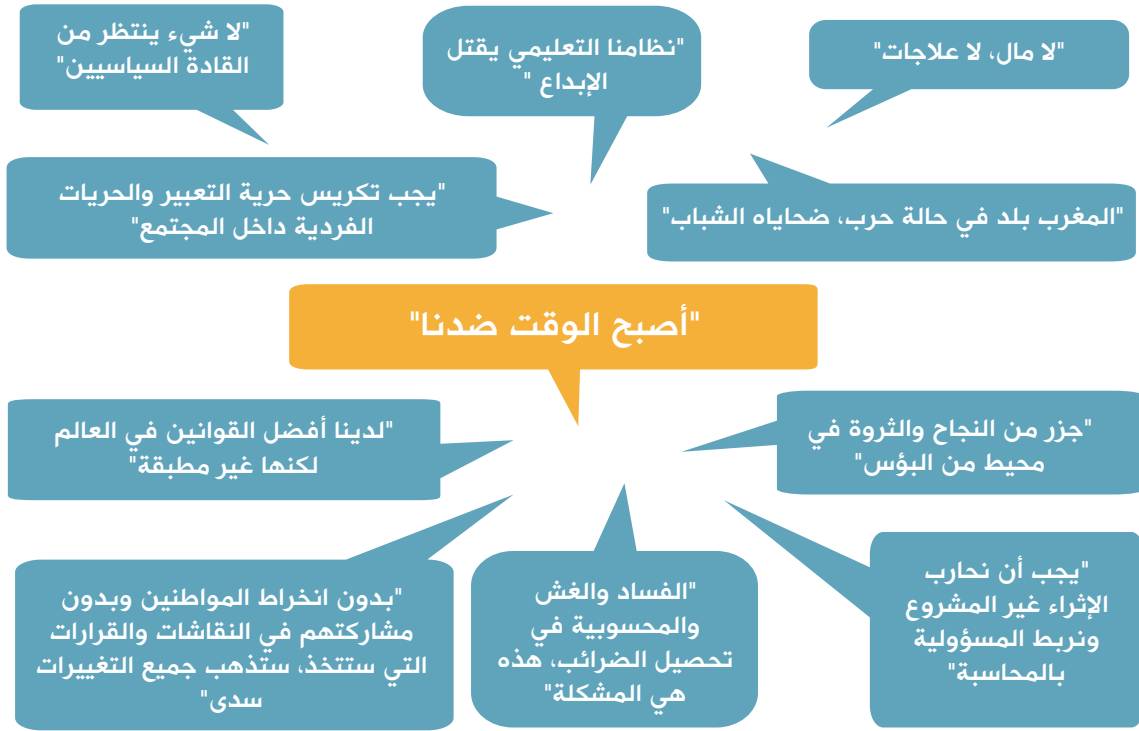 "لا مال، لا علاجات"
"نظامنا التعليمي يقتل
الإبداع "
"لا شيء ينتظر من
القادة السياسيين"
"المغرب بلد في حالة حرب، ضحاياه الشباب"
"يجب تكريس حرية التعبير والحريات
الفردية داخل المجتمع"
"أصبح الوقت ضدنا"
"جزر من النجاح والثروة في
محيط من البؤس"
"لدينا أفضل القوانين في العالم
لكنها غير مطبقة"
"يجب أن نحارب
الإثراء غير المشروع
ونربط المسؤولية
بالمحاسبة"
"الفساد والغش
والمحسوبية في
تحصيل الضرائب، هذه
هي المشكلة"
"بدون انخراط المواطنين وبدون
مشاركتهم في النقاشات والقرارات
التي ستتخذ، ستذهب جميع التغييرات
سدى"